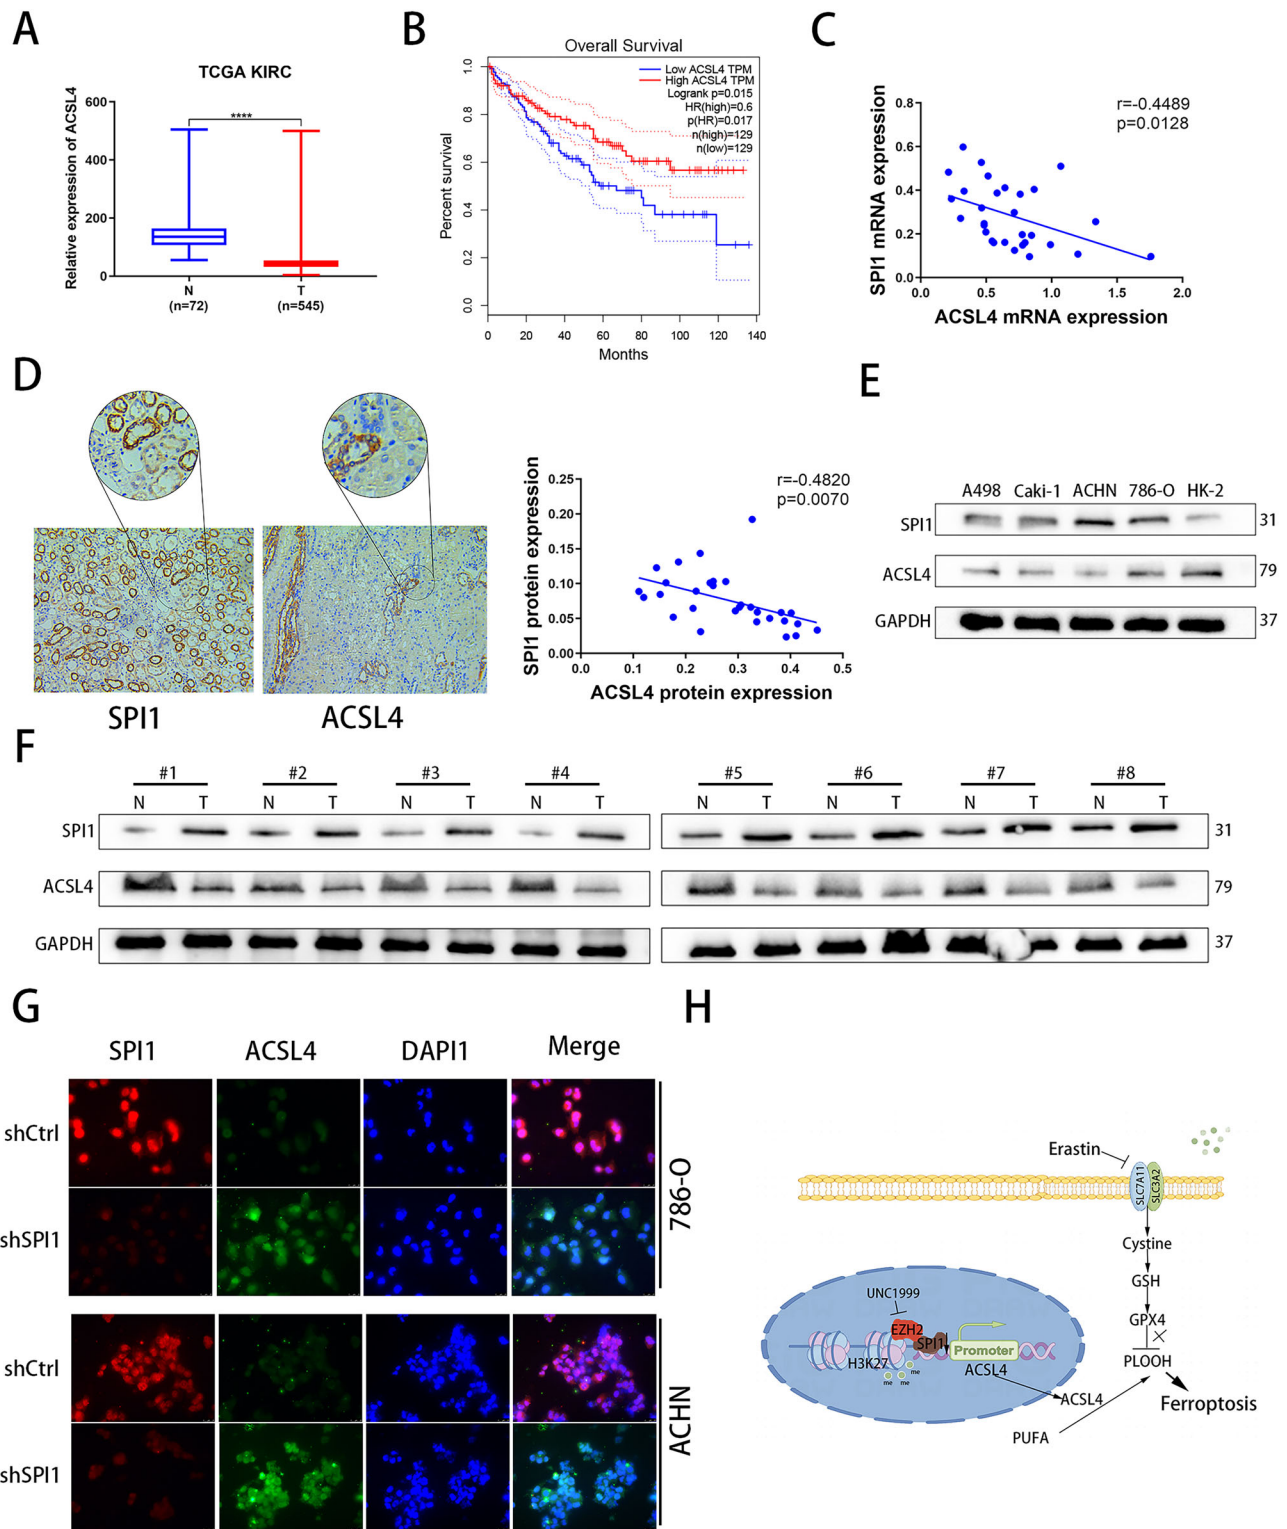 A
TCGA KIRC
Relative expression of ACSL4
600
400
200
0
****
N
(n=72)
T
(n=545)
B
Overall Survival
Percent survival
1.0
0.8
0.6
0.4
0.2
0.0
Low ACSL4 TPM
High ACSL4 TPM
Logrank p=0.015
HR(high)=0.6
p(HR)=0.017
n(high)=129
n(low)=129
0 20 40 60 80 100 120 140
Months
C
SPI1 mRNA expression
0.8
0.6
0.4
0.2
0.0
r=-0.4489
p=0.0128
0.0 0.5 1.0 1.5 2.0
ACSL4 mRNA expression
D
SPI1
ACSL4
SPI1 protein expression
0.25
0.20
0.15
0.10
0.05
0.00
r=-0.4820
p=0.0070
0.0 0.1 0.2 0.3 0.4 0.5
ACSL4 protein expression
E
A498 Caki-1 ACHN 786-O HK-2
SPI1 31
ACSL4 79
GAPDH 37
F
#1 #2 #3 #4 #5 #6 #7 #8
N T N T N T N T N T N T N T N T
SPI1 31
ACSL4 79
GAPDH 37
G
SPI1 ACSL4 DAPI1 Merge
shCtrl
shSPI1
786-O
shCtrl
shSPI1
ACHN
H
Erastin
SLC7A11
SLC3A2
Cystine
GSH
GPX4
PLOOH
Ferroptosis
UNC1999
EZH2
SPI1
Promoter
H3K27
me
me
me
ACSL4
ACSL4
PUFA